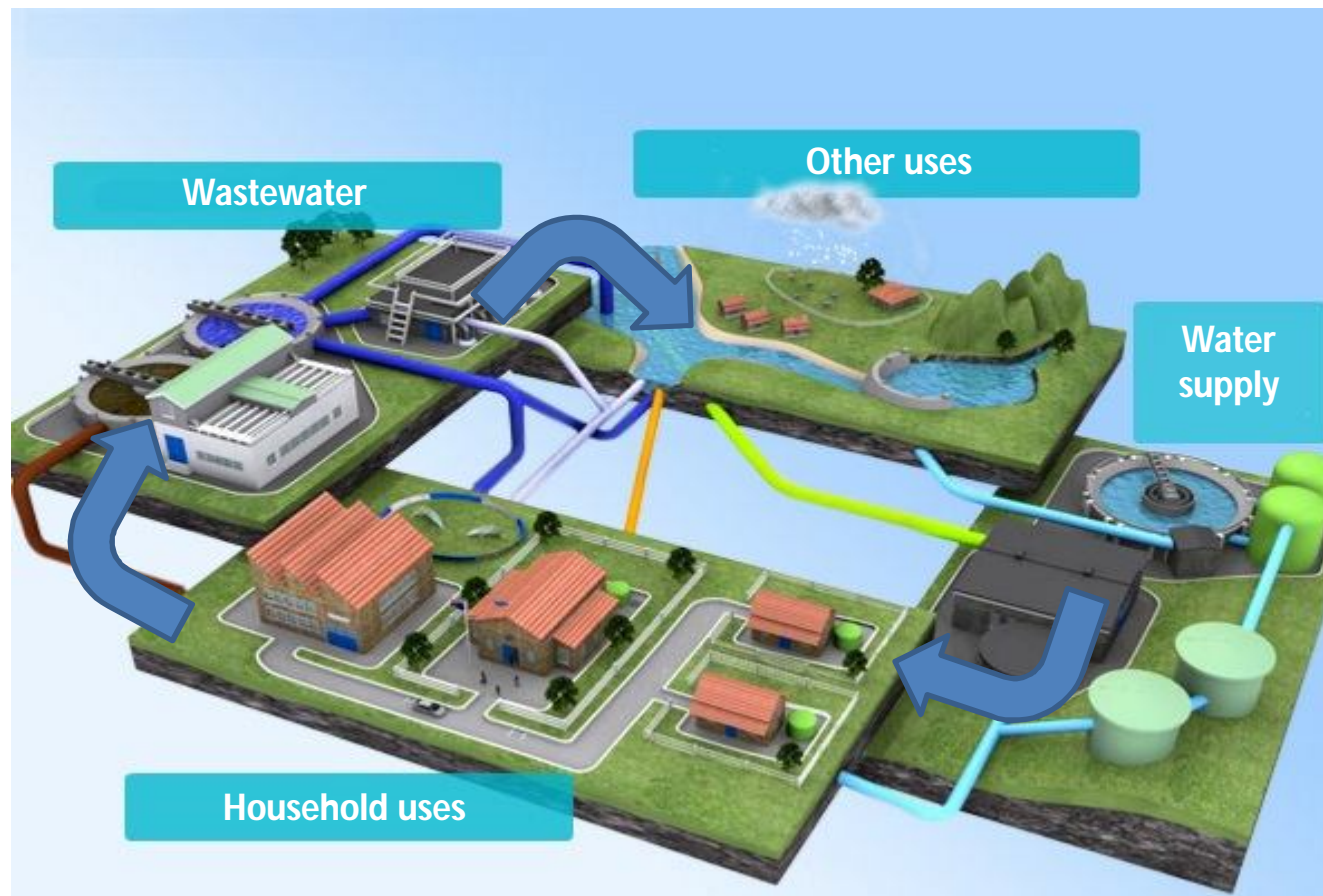 Other uses
Wastewater
Water
supply
Household uses